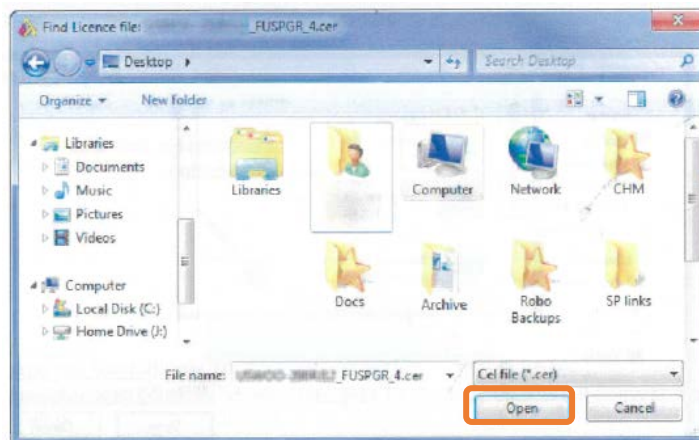 Find Licence file: _FUSPGR_4.cer
Desktop
Search Desktop
Organize
New folder
Libraries
Documents
Music
Pictures
Videos
Computer
Local Disk (C:)
Home Drive (J:)
Libraries
Computer
Network
CHM
Docs
Archive
Robo
Backups
SP links
File name: _FUSPGR_4.cer
Cel file (*.cer)
Open
Cancel